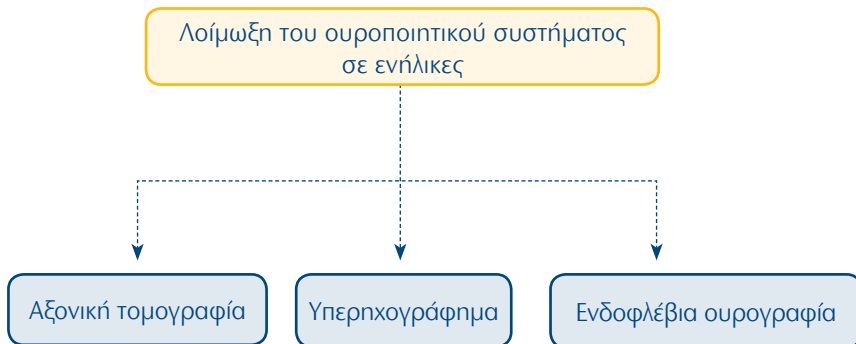 Λοίμωξη του ουροποιητικού συστήματος
σε ενήλικες
Αξονική τομογραφία
Υπερηχογράφημα
Ενδοφλέβια ουρογραφία